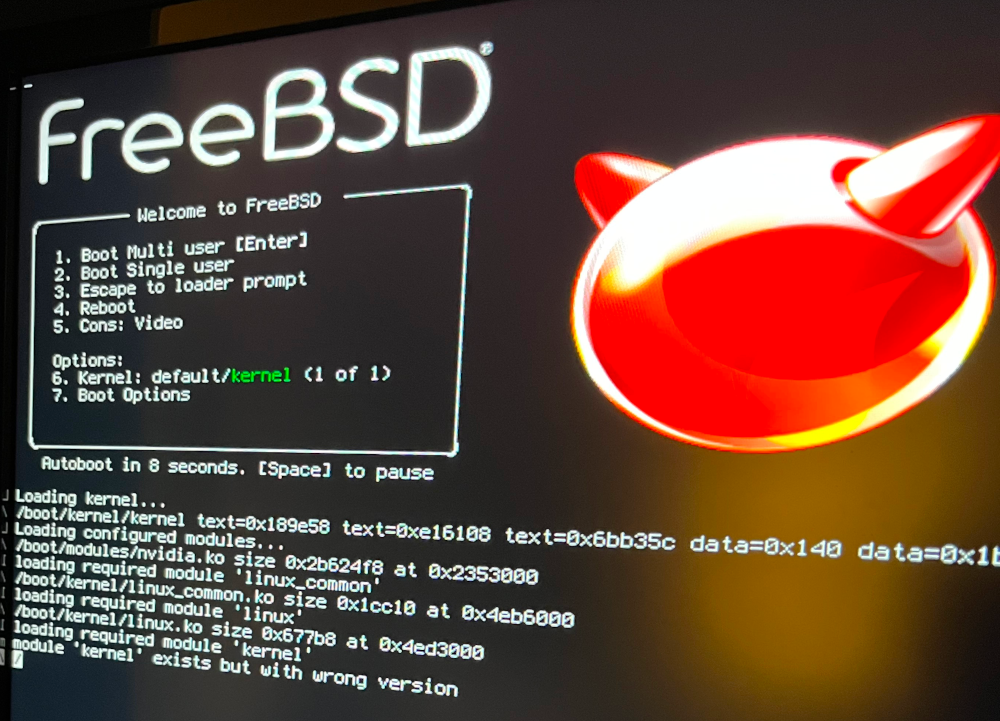 FreeBSD®
Welcome to FreeBSD
1. Boot Multi user [Enter]
2. Boot Single user
3. Escape to loader prompt
4. Reboot
5. Cons: Video
Options:
6. Kernel: default/kernel (1 of 1)
7. Boot Options
Autoboot in 8 seconds. [Space] to pause
Loading kernel...
/boot/kernel/kernel text=0x189e58 text=0xe16108 text=0x6bb35c data=0x140 data=0x1b
Loading configured modules...
/boot/modules/nvidia.ko size 0x2b624f8 at 0x2353000
loading required module 'linux_common'
/boot/kernel/linux_common.ko size 0x1cc10 at 0x4eb6000
loading required module 'linux'
/boot/kernel/linux.ko size 0x677b8 at 0x4ed3000
loading required module 'kernel'
module 'kernel' exists but with wrong version
/